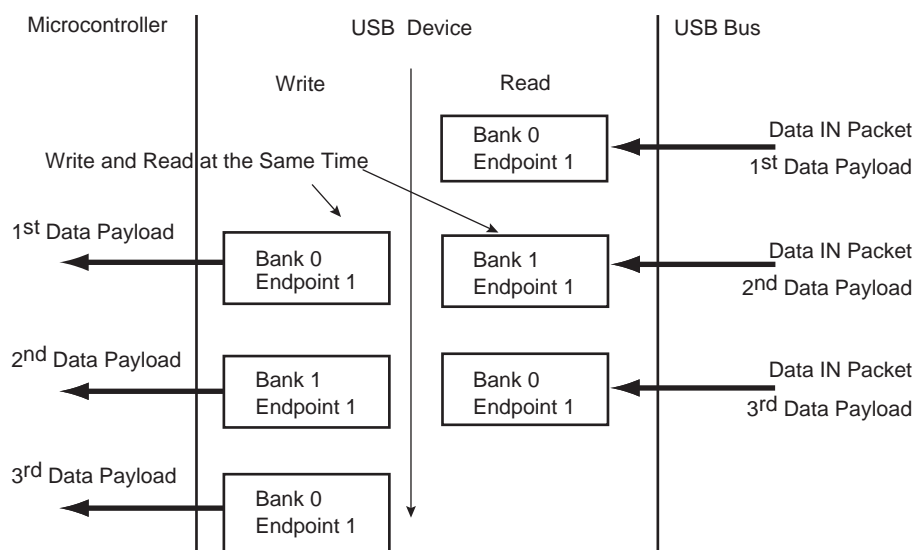 Microcontroller USB Device USB Bus
Write Read
Bank 0
Endpoint 1
Data IN Packet
1st Data Payload
Write and Read at the Same Time
1st Data Payload
Bank 0
Endpoint 1
Bank 1
Endpoint 1
Data IN Packet
2nd Data Payload
2nd Data Payload
Bank 1
Endpoint 1
Bank 0
Endpoint 1
Data IN Packet
3rd Data Payload
3rd Data Payload
Bank 0
Endpoint 1